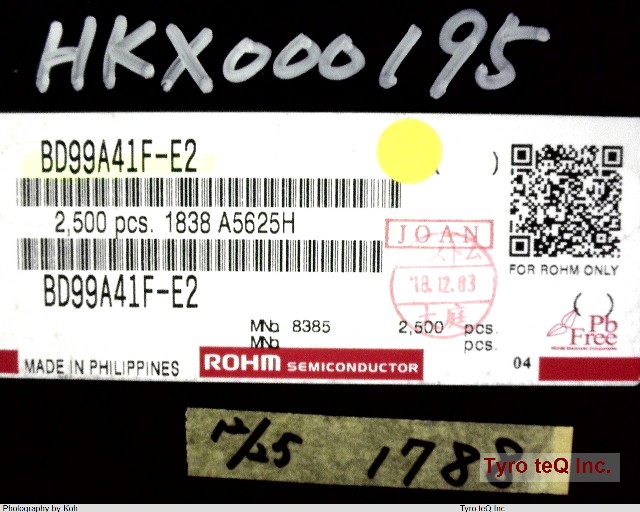 HKX000195
BD99A41F-E2
( )
2,500 pcs. 1838 A5625H
JOAN
18.12.03
FOR ROHM ONLY
BD99A41F-E2
( )
Pb
Free
MNo 8385 2,500 pcs.
MNo pcs.
MADE IN PHILIPPINES
ROHM SEMICONDUCTOR
04
1788
Tyro teQ Inc.
Photography by Koh
Tyro teQ Inc